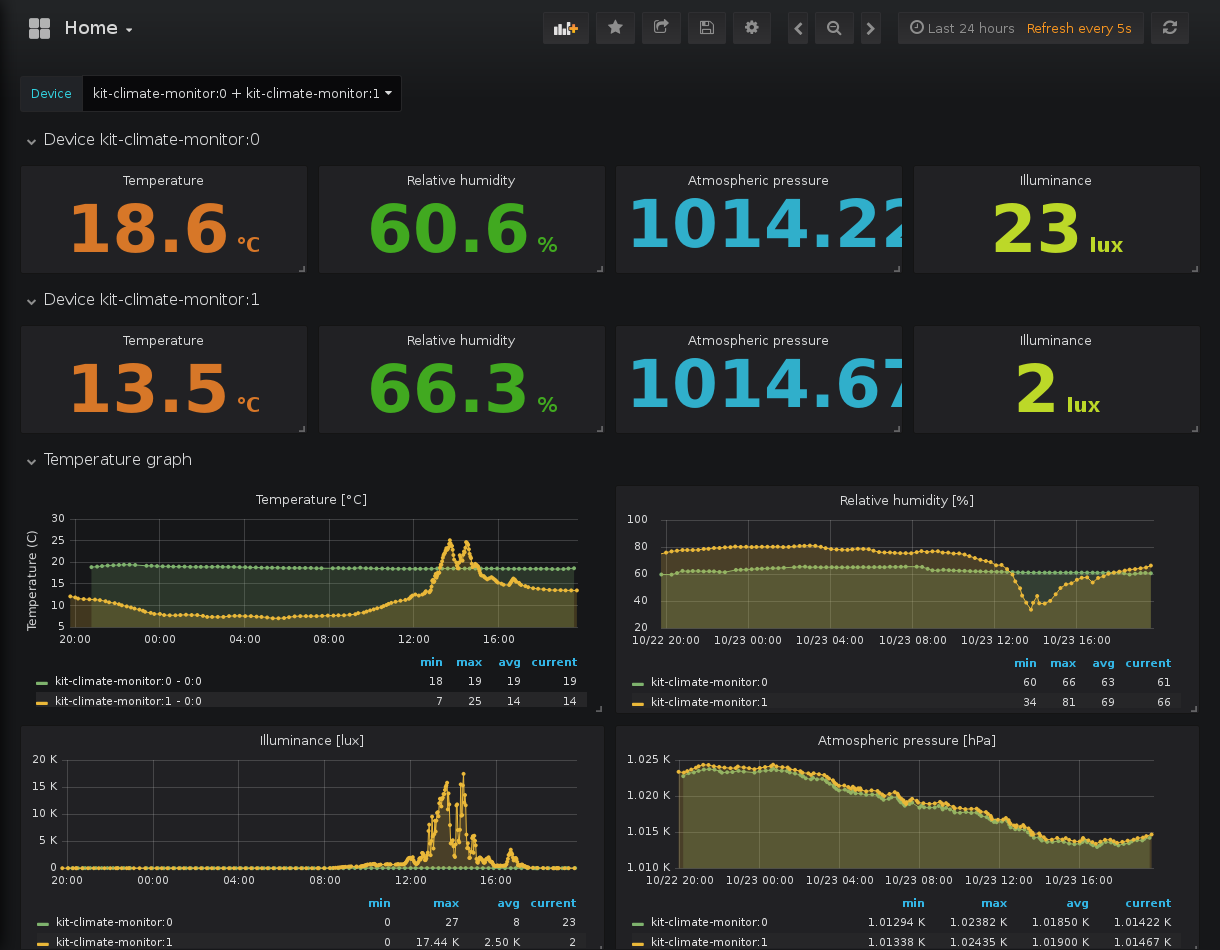 Home
Last 24 hours Refresh every 5s
Device kit-climate-monitor:0 + kit-climate-monitor:1
Device kit-climate-monitor:0
Temperature Relative humidity Atmospheric pressure Illuminance
18.6 °C 60.6 % 1014.22 23 lux
Device kit-climate-monitor:1
Temperature Relative humidity Atmospheric pressure Illuminance
13.5 °C 66.3 % 1014.67 2 lux
Temperature graph
Temperature [°C]
Temperature (C)
30
25
20
15
10
5
20:00 00:00 04:00 08:00 12:00 16:00
min max avg current
kit-climate-monitor:0 - 0:0 18 19 19 19
kit-climate-monitor:1 - 0:0 7 25 14 14
Relative humidity [%]
100
80
60
40
20
10/22 20:00 10/23 00:00 10/23 04:00 10/23 08:00 10/23 12:00 10/23 16:00
min max avg current
kit-climate-monitor:0 60 66 63 61
kit-climate-monitor:1 34 81 69 66
Illuminance [lux]
20 K
15 K
10 K
5 K
0
20:00 00:00 04:00 08:00 12:00 16:00
min max avg current
kit-climate-monitor:0 0 27 8 23
kit-climate-monitor:1 0 17.44 K 2.50 K 2
Atmospheric pressure [hPa]
1.025 K
1.020 K
1.015 K
1.010 K
10/22 20:00 10/23 00:00 10/23 04:00 10/23 08:00 10/23 12:00 10/23 16:00
min max avg current
kit-climate-monitor:0 1.01294 K 1.02382 K 1.01850 K 1.01422 K
kit-climate-monitor:1 1.01338 K 1.02435 K 1.01900 K 1.01467 K